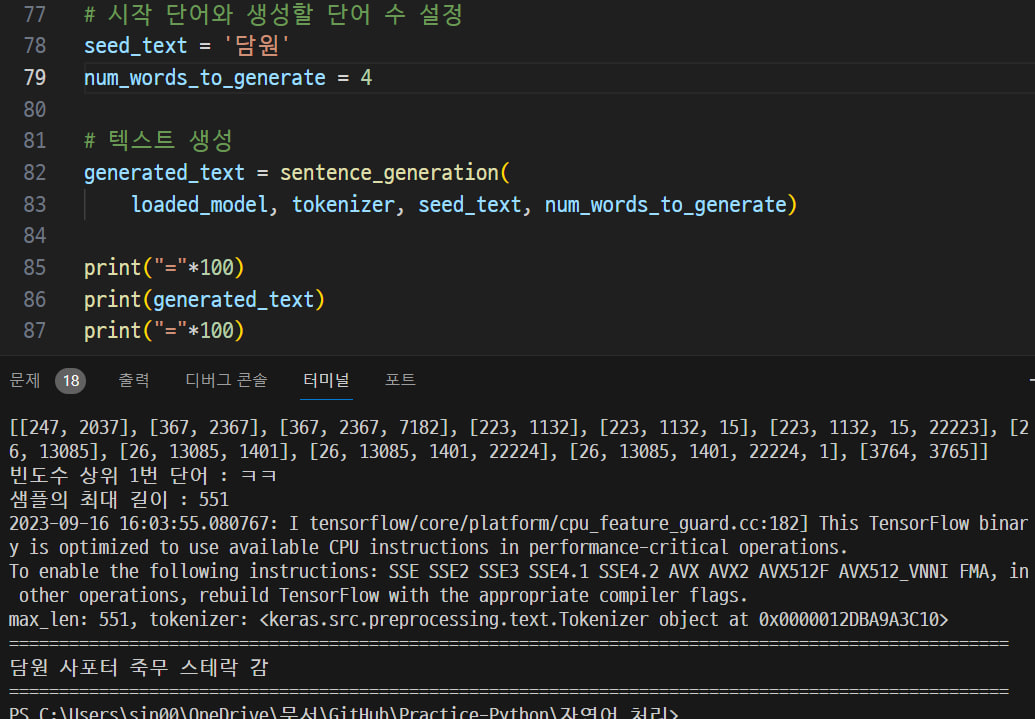 77 # 시작 단어와 생성할 단어 수 설정
78 seed_text = '담원'
79 num_words_to_generate = 4
80
81 # 텍스트 생성
82 generated_text = sentence_generation(
83 loaded_model, tokenizer, seed_text, num_words_to_generate)
84
85 print("="*100)
86 print(generated_text)
87 print("="*100)
문제 18 출력 디버그 콘솔 터미널 포트
[[247, 2037], [367, 2367], [367, 2367, 7182], [223, 1132], [223, 1132, 15], [223, 1132, 15, 22223], [2
6, 13085], [26, 13085, 1401], [26, 13085, 1401, 22224], [26, 13085, 1401, 22224, 1], [3764, 3765]]
빈도수 상위 1번 단어 : ㅋㅋ
샘플의 최대 길이 : 551
2023-09-16 16:03:55.080767: I tensorflow/core/platform/cpu_feature_guard.cc:182] This TensorFlow binar
y is optimized to use available CPU instructions in performance-critical operations.
To enable the following instructions: SSE SSE2 SSE3 SSE4.1 SSE4.2 AVX AVX2 AVX512F AVX512_VNNI FMA, in
other operations, rebuild TensorFlow with the appropriate compiler flags.
max_len: 551, tokenizer: <keras.src.preprocessing.text.Tokenizer object at 0x0000012DBA9A3C10>
====================================================================================================
담원 사포터 죽무 스테락 감
====================================================================================================
PS C:\Users\sin00\OneDrive\문서\GitHub\Practice-Python\자연어 처리>